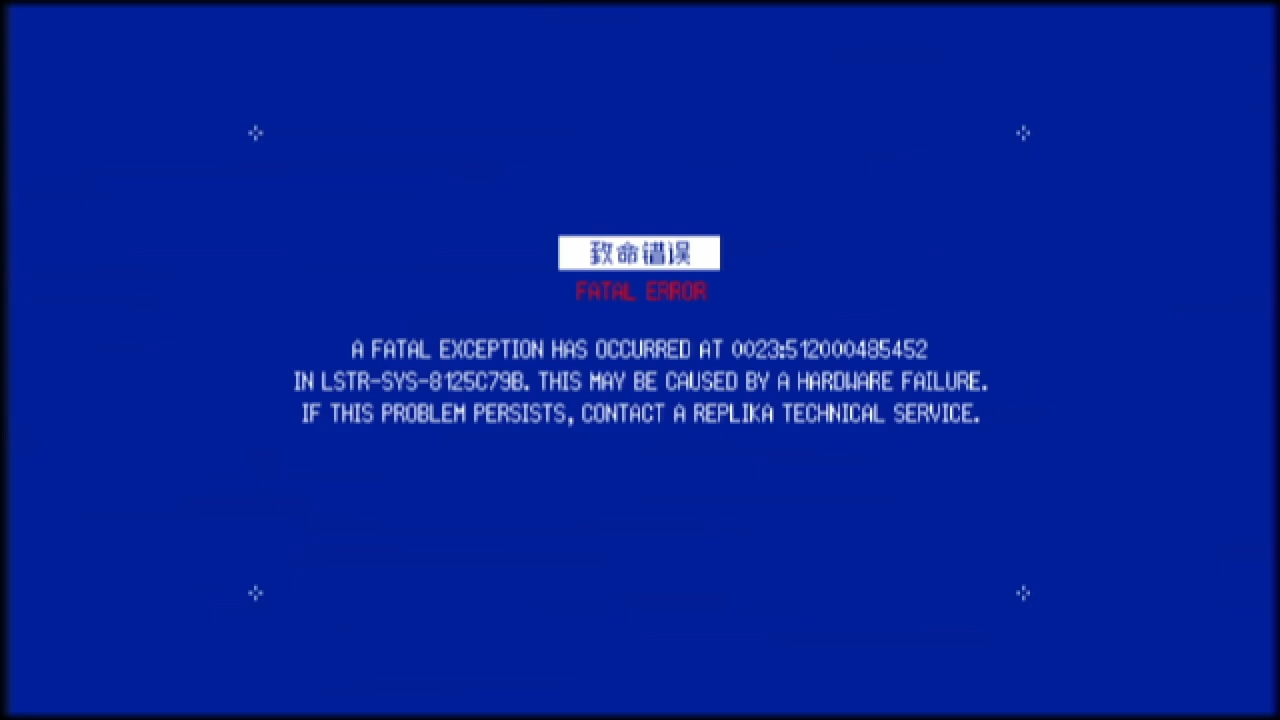 致命错误
FATAL ERROR
A FATAL EXCEPTION HAS OCCURRED AT 0023:512000485452
IN LSTR-SYS-8125C79B. THIS MAY BE CAUSED BY A HARDWARE FAILURE.
IF THIS PROBLEM PERSISTS, CONTACT A REPLIKA TECHNICAL SERVICE.